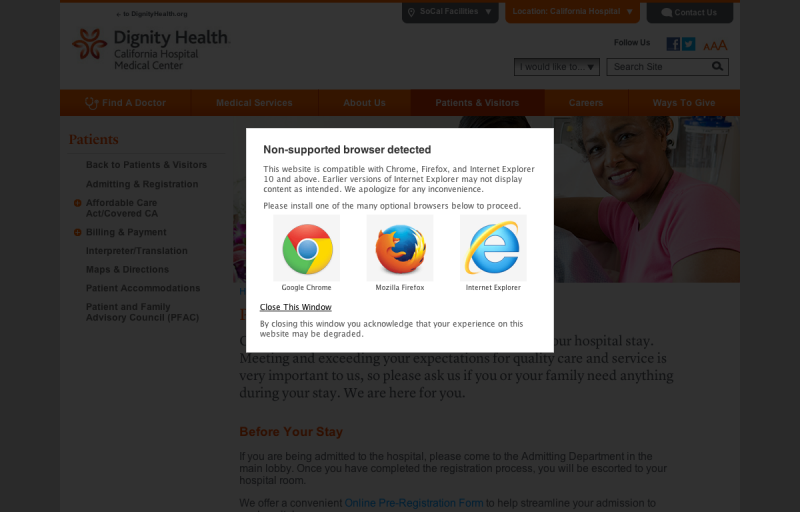 to DignityHealth.org
SoCal Facilities
Location: California Hospital
Contact Us
Dignity Health.
California Hospital
Medical Center
Follow Us
AAA
I would like to...
Search Site
Find A Doctor
Medical Services
About Us
Patients & Visitors
Careers
Ways To Give
Patients
Back to Patients & Visitors
Admitting & Registration
Affordable Care
Act/Covered CA
Billing & Payment
Interpreter/Translation
Maps & Directions
Patient Accommodations
Patient and Family
Advisory Council (PFAC)
Non-supported browser detected
This website is compatible with Chrome, Firefox, and Internet Explorer
10 and above. Earlier versions of Internet Explorer may not display
content as intended. We apologize for any inconvenience.
Please install one of the many optional browsers below to proceed.
Google Chrome
Mozilla Firefox
Internet Explorer
Close This Window
By closing this window you acknowledge that your experience on this
website may be degraded.
our hospital stay.
Meeting and exceeding your expectations for quality care and service is
very important to us, so please ask us if you or your family need anything
during your stay. We are here for you.
Before Your Stay
If you are being admitted to the hospital, please come to the Admitting Department in the
main lobby. Once you have completed the registration process, you will be escorted to your
hospital room.
We offer a convenient Online Pre-Registration Form to help streamline your admission to